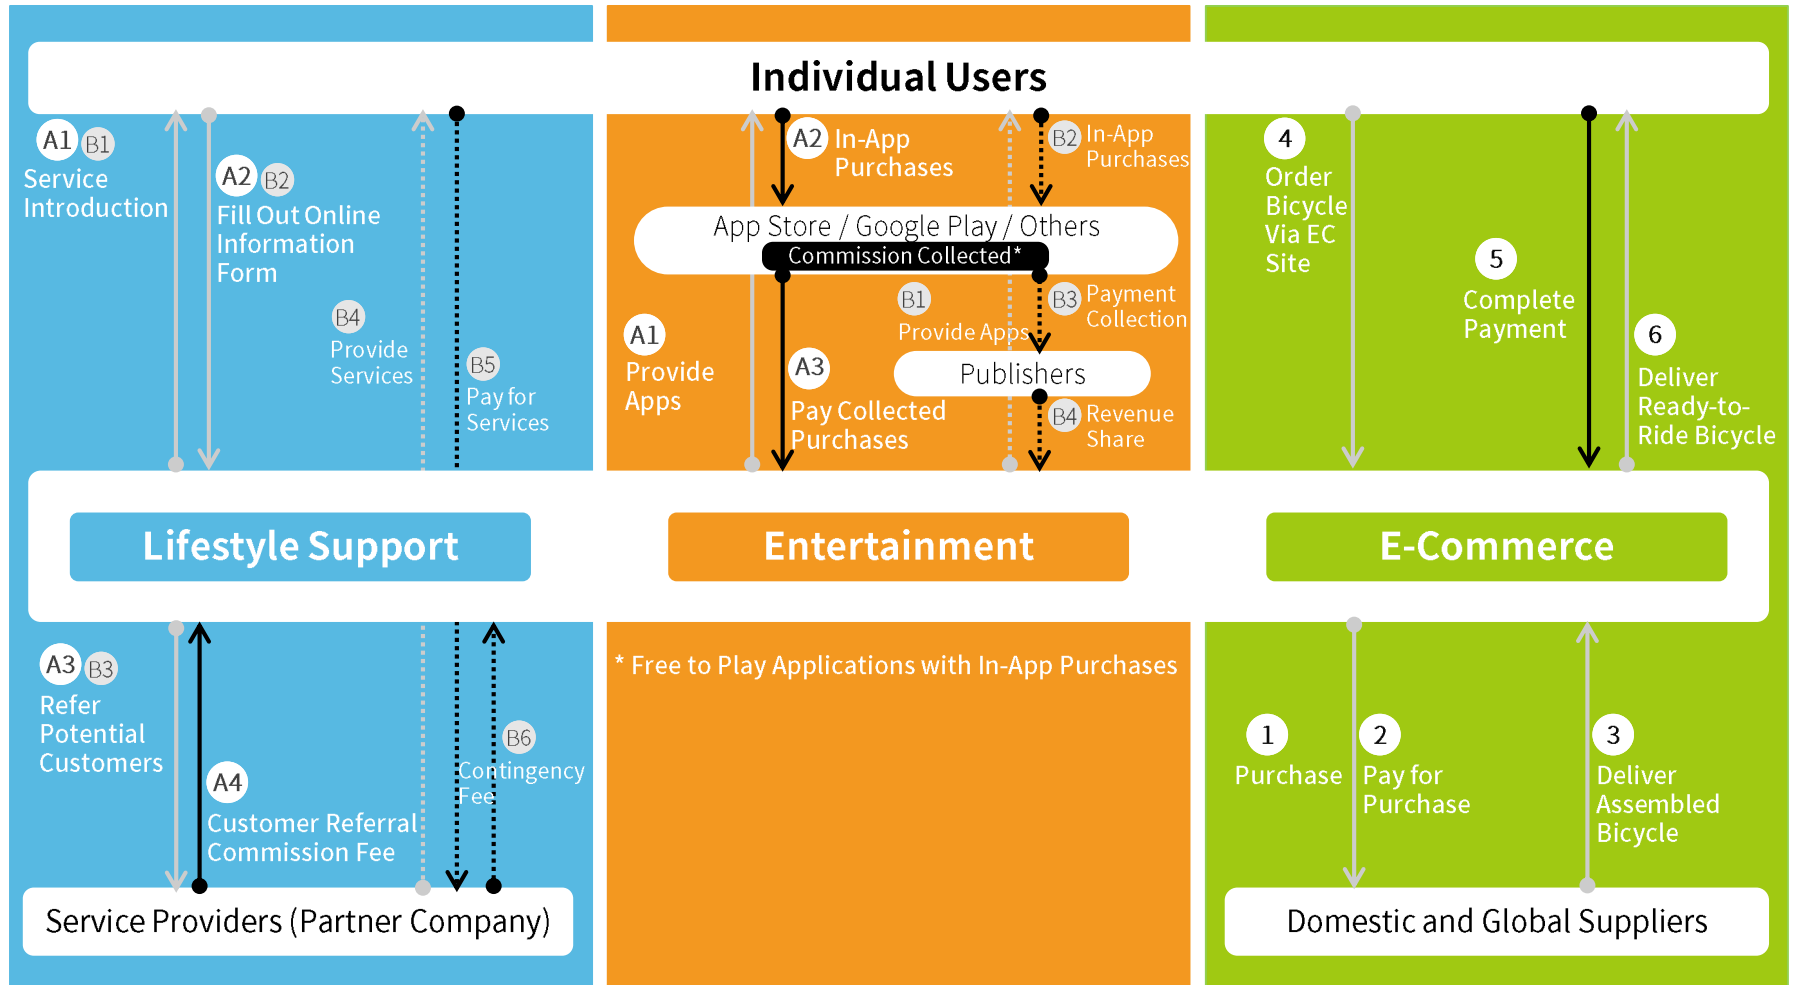 Individual Users
A1 B1
Service
Introduction
A2 B2
Fill Out Online
Information
Form
B4
Provide
Services
B5
Pay for
Services
A2 In-App
Purchases
B2 In-App
Purchases
App Store / Google Play / Others
Commission Collected*
B1
Provide Apps
B3 Payment
Collection
A1
Provide
Apps
A3
Pay Collected
Purchases
Publishers
B4 Revenue
Share
4
Order
Bicycle
Via EC
Site
5
Complete
Payment
6
Deliver
Ready-to-
Ride Bicycle
Lifestyle Support
Entertainment
E-Commerce
A3 B3
Refer
Potential
Customers
A4
Customer Referral
Commission Fee
B6
Contingency
Fee
Service Providers (Partner Company)
* Free to Play Applications with In-App Purchases
1
Purchase
2
Pay for
Purchase
3
Deliver
Assembled
Bicycle
Domestic and Global Suppliers